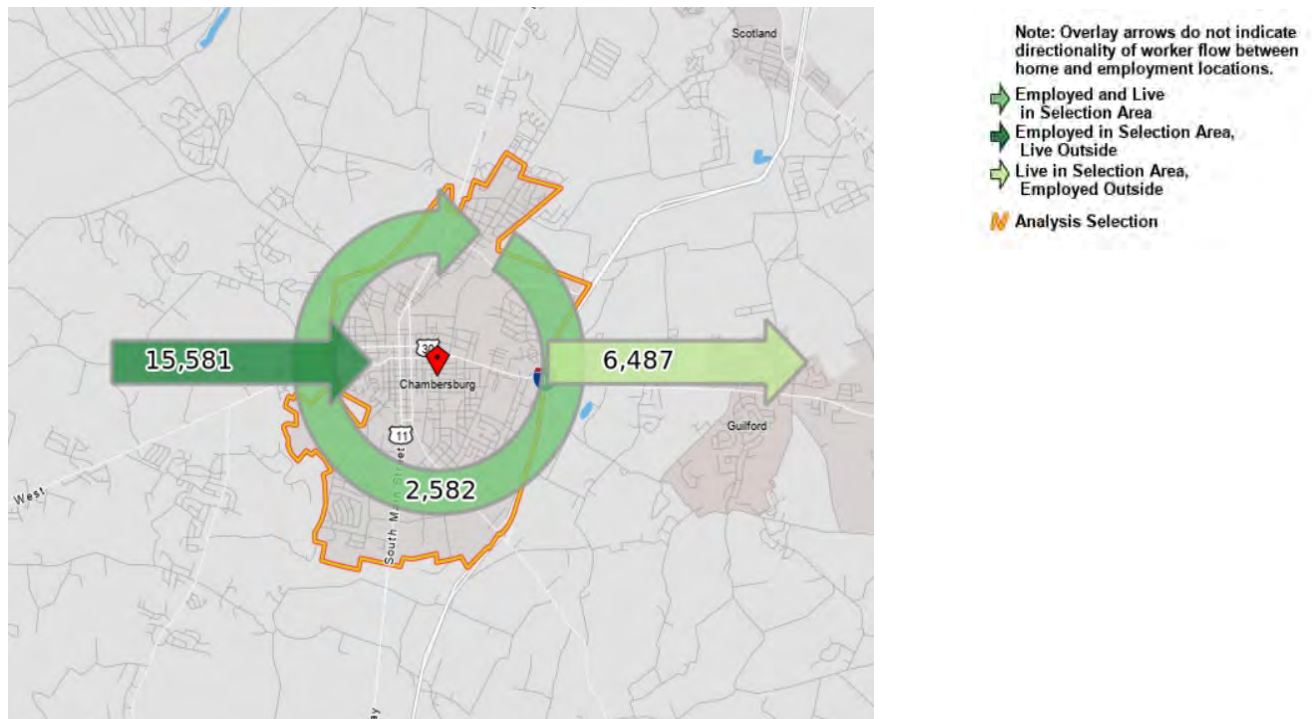 Scotland
15,581
30
Chambersburg
6,487
Guilford
11
2,582
West
South Main Street
ay
Note: Overlay arrows do not indicate
directionality of worker flow between
home and employment locations.
Employed and Live
in Selection Area
Employed in Selection Area,
Live Outside
Live in Selection Area,
Employed Outside
Analysis Selection